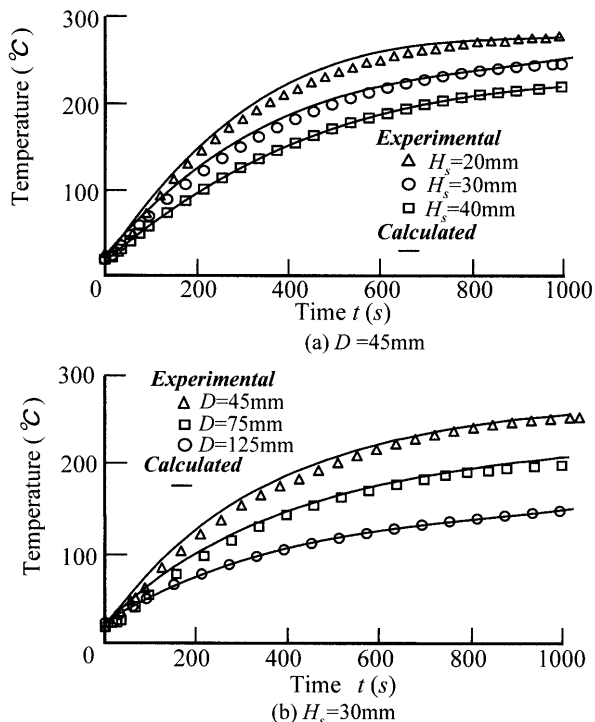 Temperature (℃)
300
200
100
0
200
400
600
800
1000
Experimental
Hs=20mm
Hs=30mm
Hs=40mm
Calculated
Time t (s)
(a) D =45mm
Temperature (℃)
300
200
100
0
200
400
600
800
1000
Experimental
D=45mm
D=75mm
D=125mm
Calculated
Time t (s)
(b) Hs=30mm